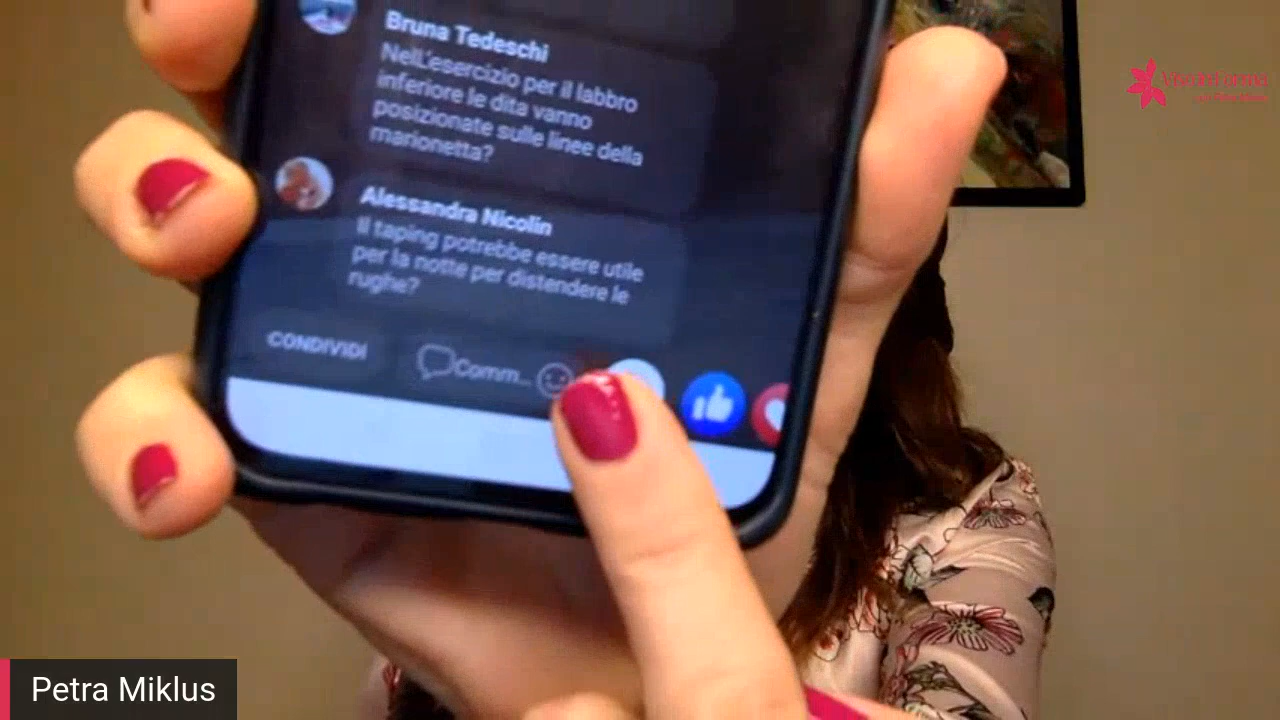 Bruna Tedeschi
Nell'esercizio per il labbro
inferiore le dita vanno
posizionate sulle linee della
marionetta?
Alessandra Nicolin
Il taping potrebbe essere utile
per la notte per distendere le
rughe?
CONDIVIDI
Comm...
Petra Miklus